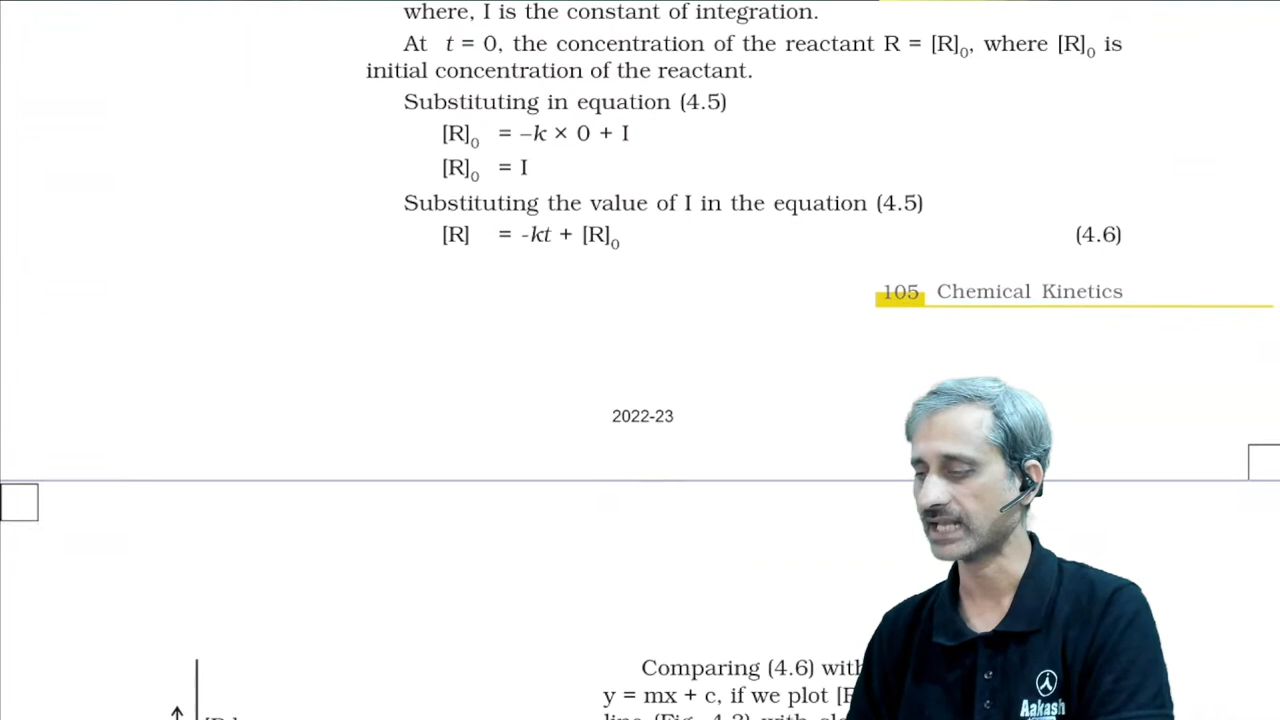 where, I is the constant of integration.
At t = 0, the concentration of the reactant R = [R]₀, where [R]₀ is
initial concentration of the reactant.
Substituting in equation (4.5)
[R]₀ = –k × 0 + I
[R]₀ = I
Substituting the value of I in the equation (4.5)
[R] = -kt + [R]₀ (4.6)
105 Chemical Kinetics
2022-23
Comparing (4.6) with
y = mx + c, if we plot
Aakash